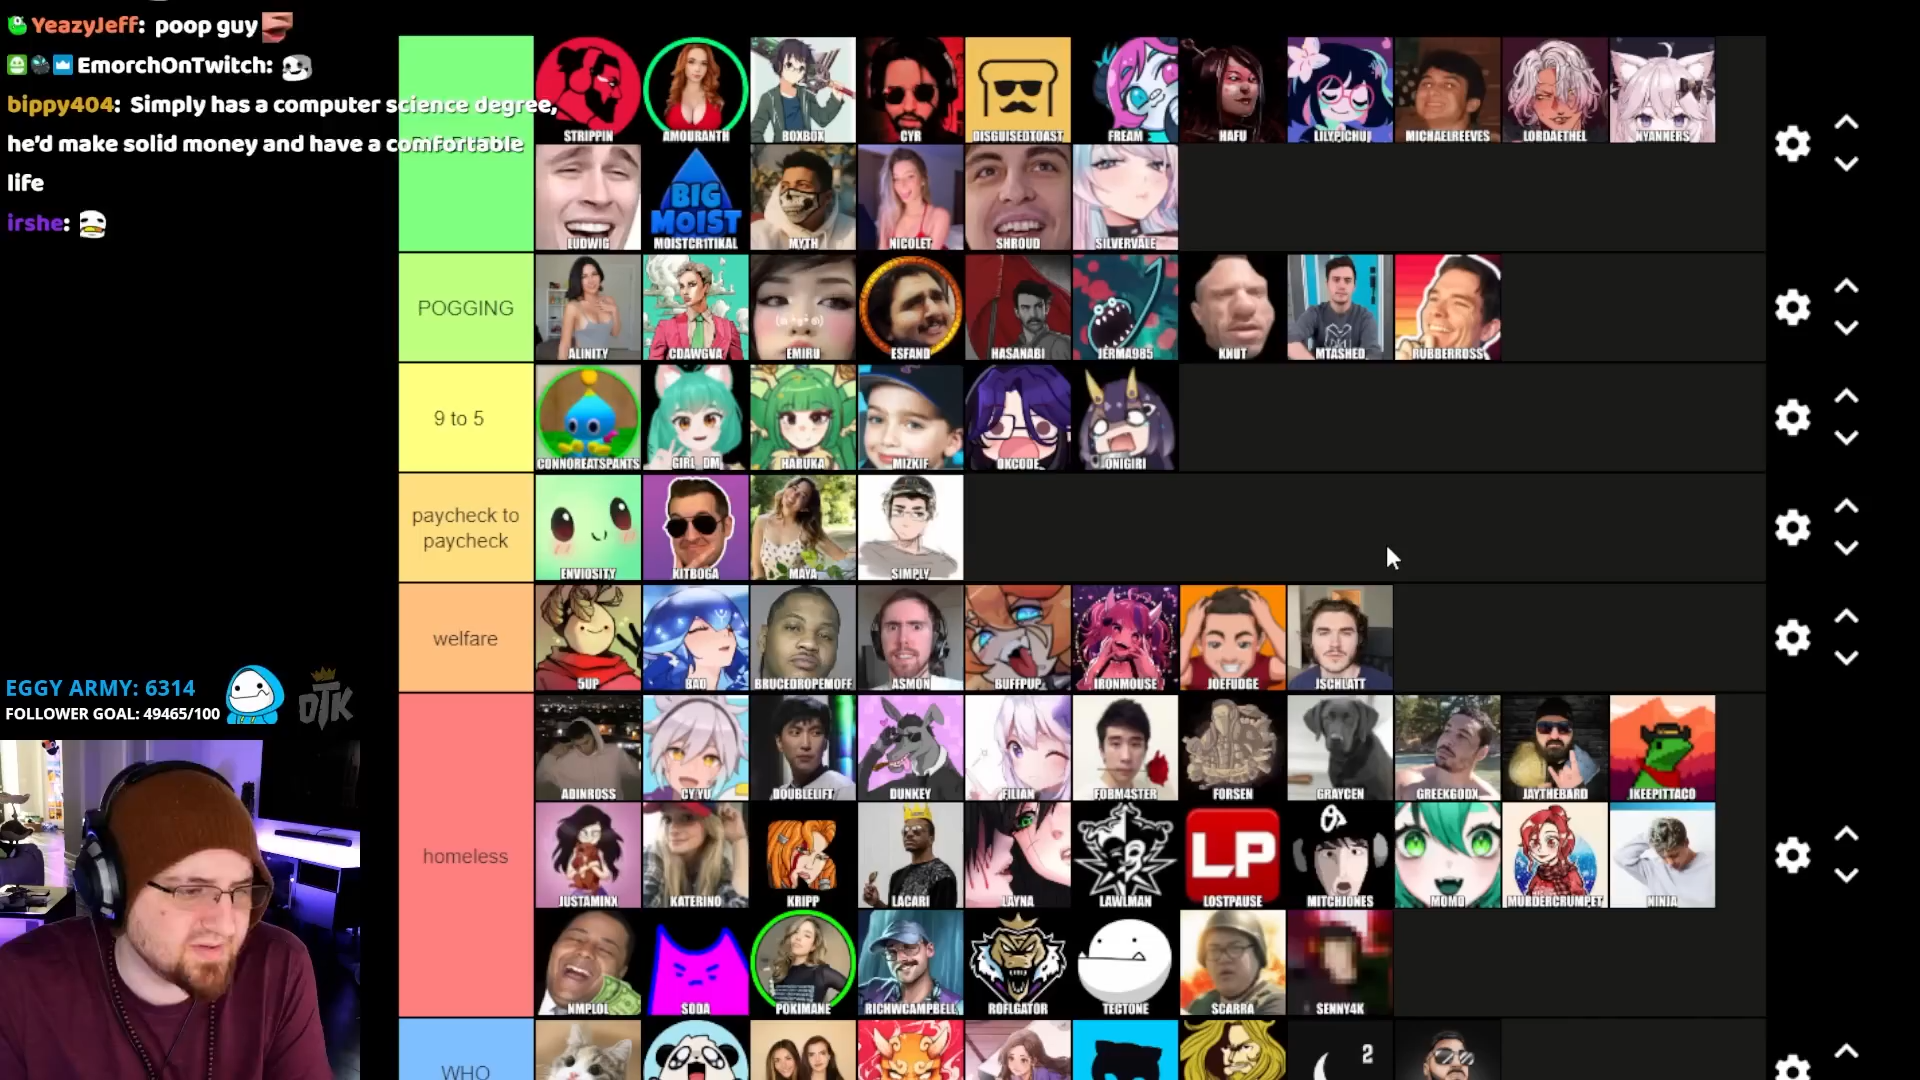 YeazyJeff: poop guy
EmorchOnTwitch:
bippy404: Simply has a computer science degree,
he'd make solid money and have a comfortable
life
irshe:
EGGY ARMY: 6314
FOLLOWER GOAL: 49465/100
OTK
STRIPPIN AMOURANTH BOXBOX CYR DISGUISEDTOAST FREAM HAFU LILYPICHU MICHAELREEVES LORDAETHEL NYANNERS
BIG
MOIST
LUDWIG MOISTCR1TIKAL MYTH NICOLET SHROUD SILVERVALE
POGGING
ALINITY CDAWGVA EMIRU ESFAND HASANABI JERMA985 KNUT MTASHED RUBBERROSS
9 to 5
CONNOREATSPANTS GIRL_DM HARUKA MIZKIF OKCODE ONIGIRI
paycheck to
paycheck
ENVIOSITY KITBOGA MAYA SIMPLY
welfare
5UP BAO BRUCEDROPEMOFF ASMON BUFFPUP IRONMOUSE JOEFUDGE JSCHLATT
homeless
ADINROSS CYYU DOUBLELIFT DUNKEY FILIAN FOBM4STER FORSEN GRAYCEN GREEKGODX JAYTHEBARD IKEEPITTACO
LP
JUSTAMINX KATERINO KRIPP LACARI LAYNA LAWLMAN LOSTPAUSE MITCHJONES MOMO MURDERCRUMPET NINJA
NMPLOL SODA POKIMANE RICHWCAMPBELL ROFLGATOR TECTONE SCARRA SENNY4K
WHO
2